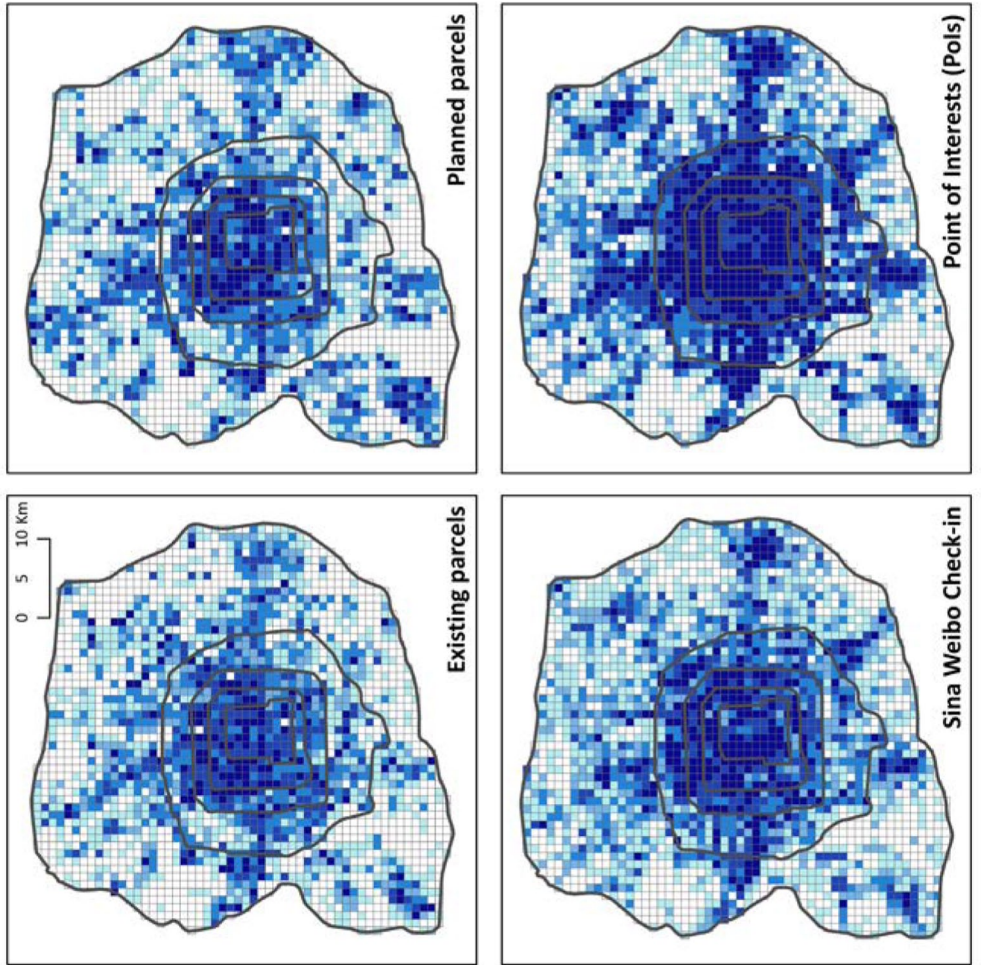 Existing parcels
0 5 10 Km
Planned parcels
Sina Weibo Check-in
Point of Interests (PoIs)